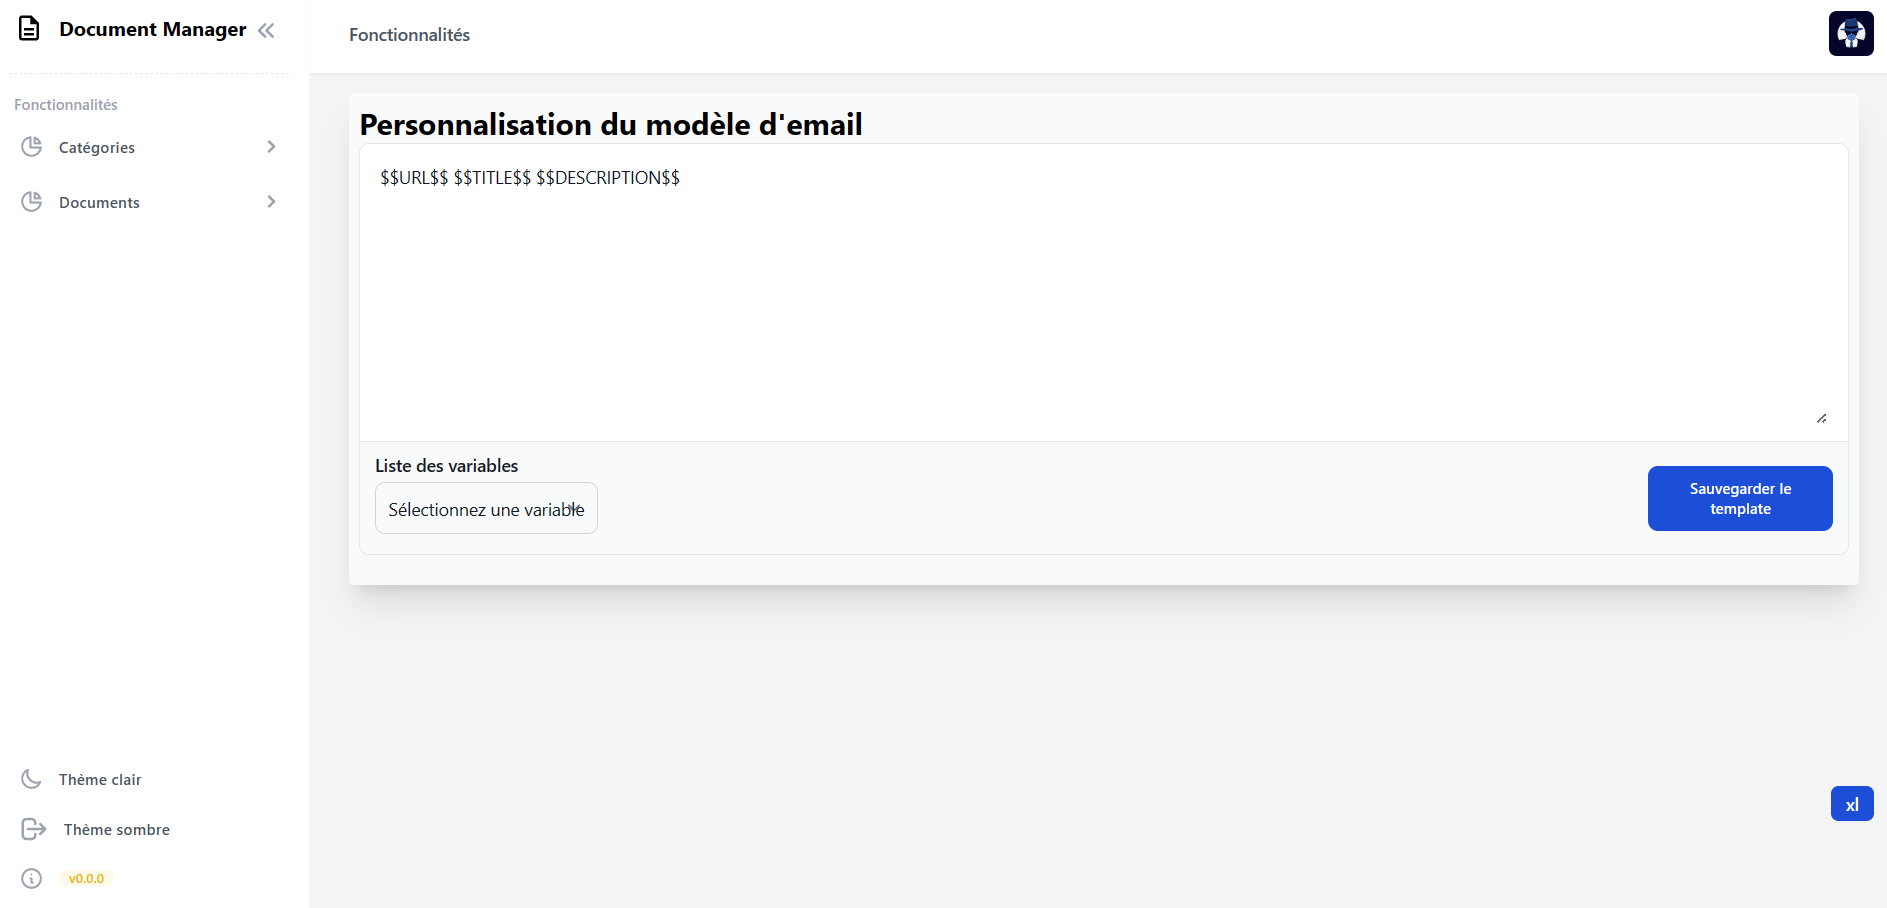 Document Manager
Fonctionnalités
Fonctionnalités
Catégories
Documents
Personnalisation du modèle d'email
$$URL$$ $$TITLE$$ $$DESCRIPTION$$
Liste des variables
Sélectionnez une variable
Sauvegarder le
template
Thème clair
Thème sombre
v0.0.0
xl